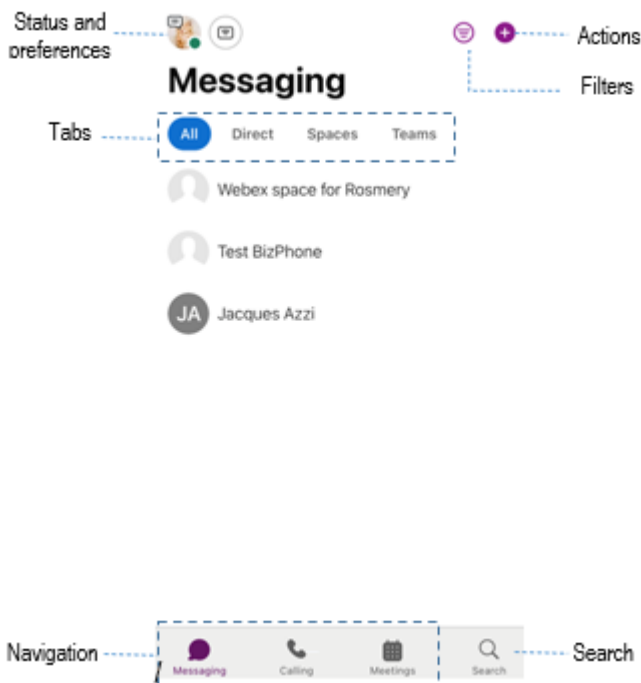 Status and
preferences
Actions
Messaging
Filters
Tabs
All Direct Spaces Teams
Webex space for Rosmery
Test BizPhone
JA Jacques Azzi
Navigation
Messaging Calling Meetings Search
Search